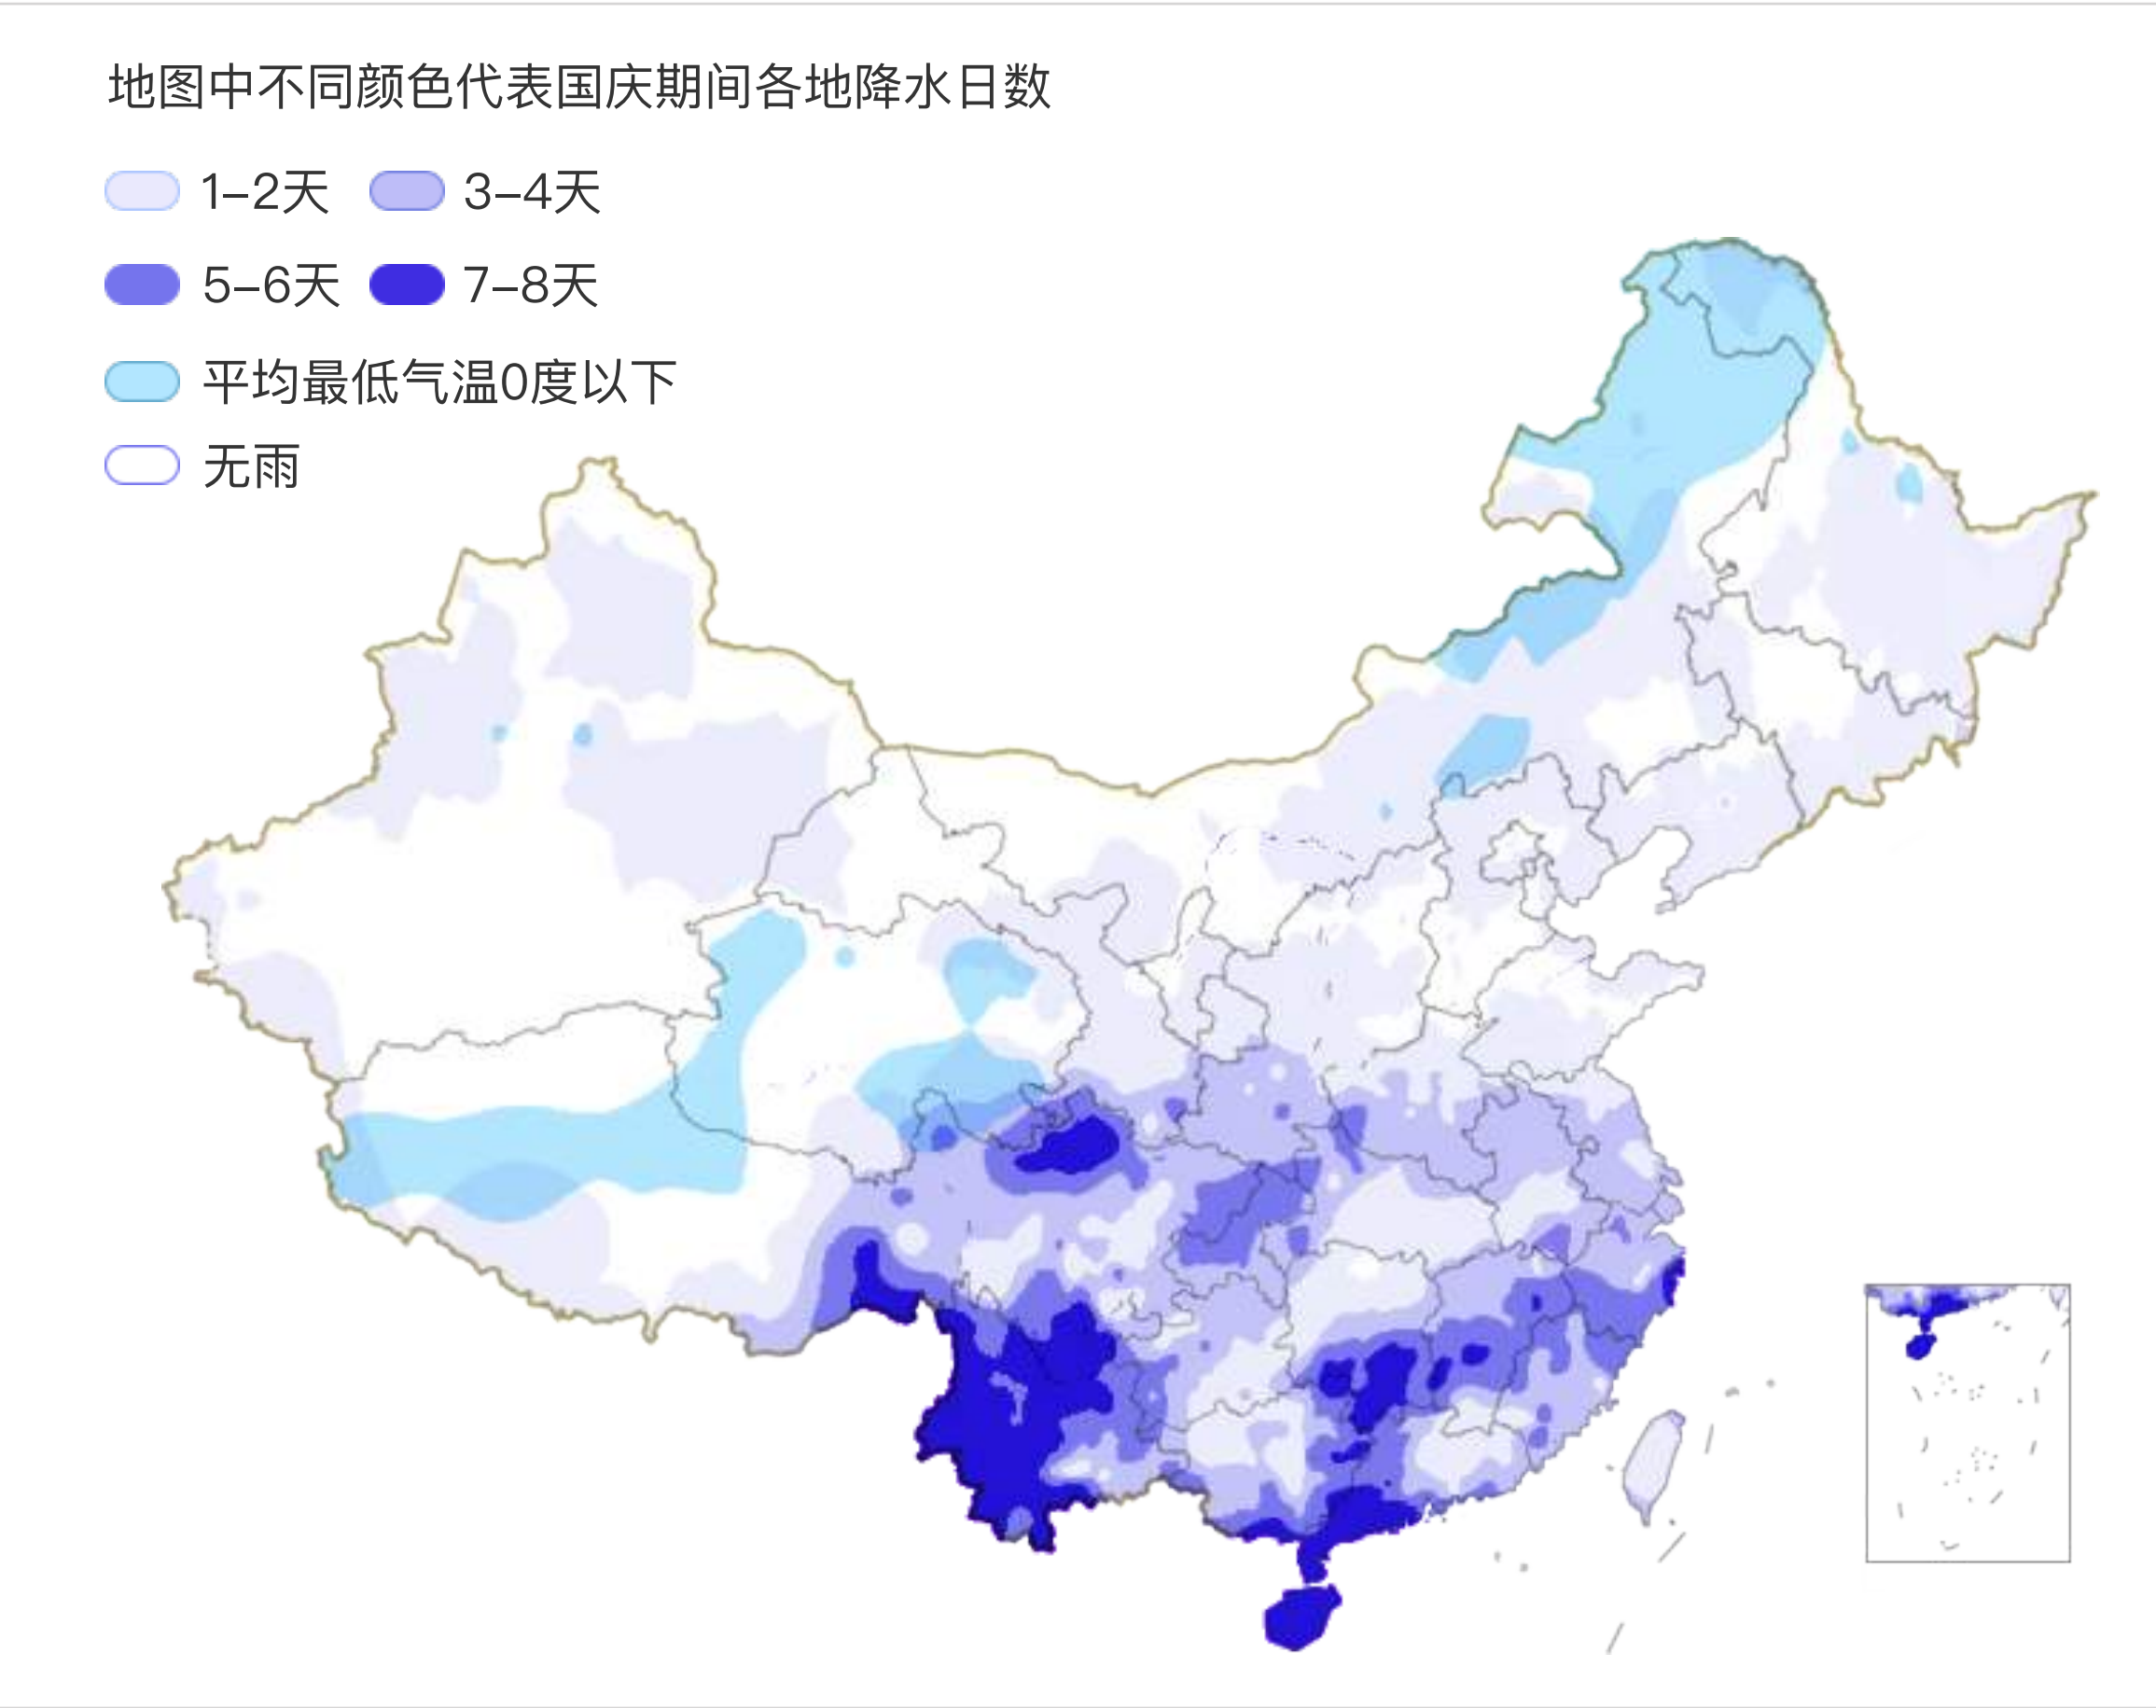 地图中不同颜色代表国庆期间各地降水日数
1–2天 3–4天
5–6天 7–8天
平均最低气温0度以下
无雨